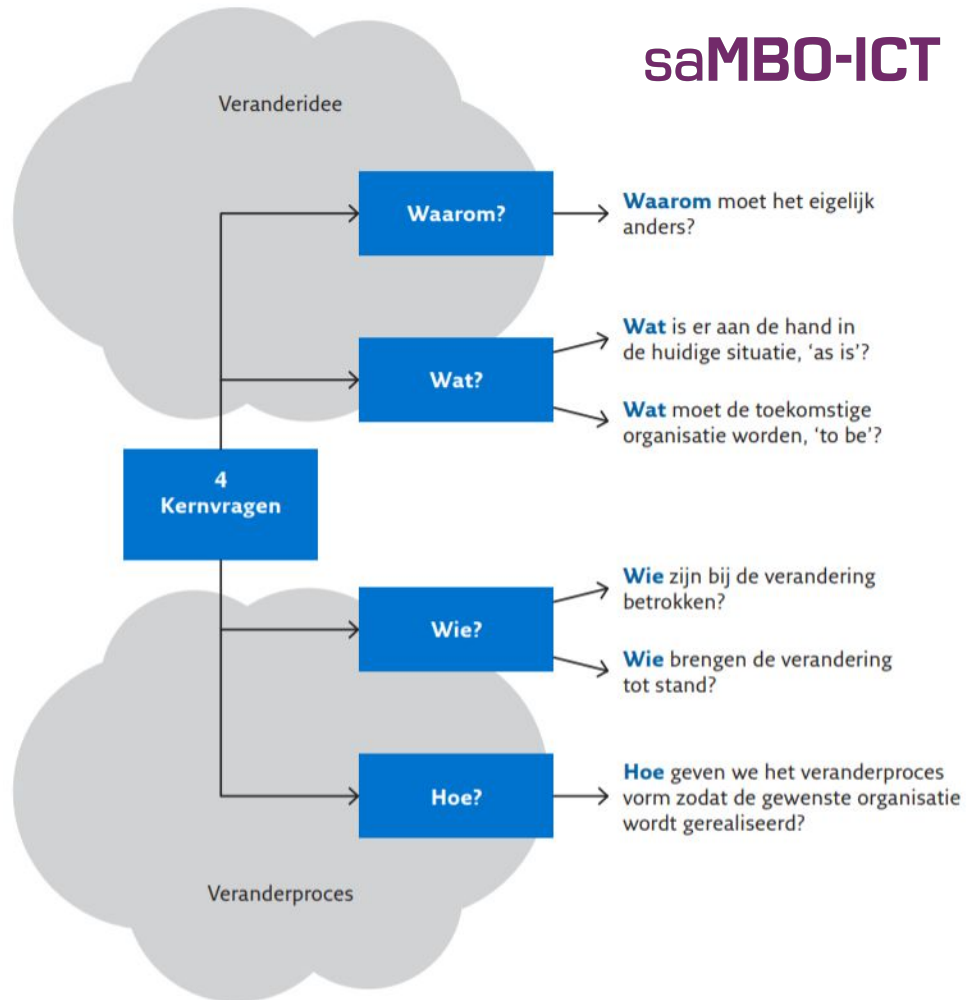 saMBO-ICT
Veranderidee
Waarom?
Waarom moet het eigelijk
anders?
Wat?
Wat is er aan de hand in
de huidige situatie, ‘as is’?
Wat moet de toekomstige
organisatie worden, ‘to be’?
4
Kernvragen
Wie?
Wie zijn bij de verandering
betrokken?
Wie brengen de verandering
tot stand?
Hoe?
Hoe geven we het veranderproces
vorm zodat de gewenste organisatie
wordt gerealiseerd?
Veranderproces